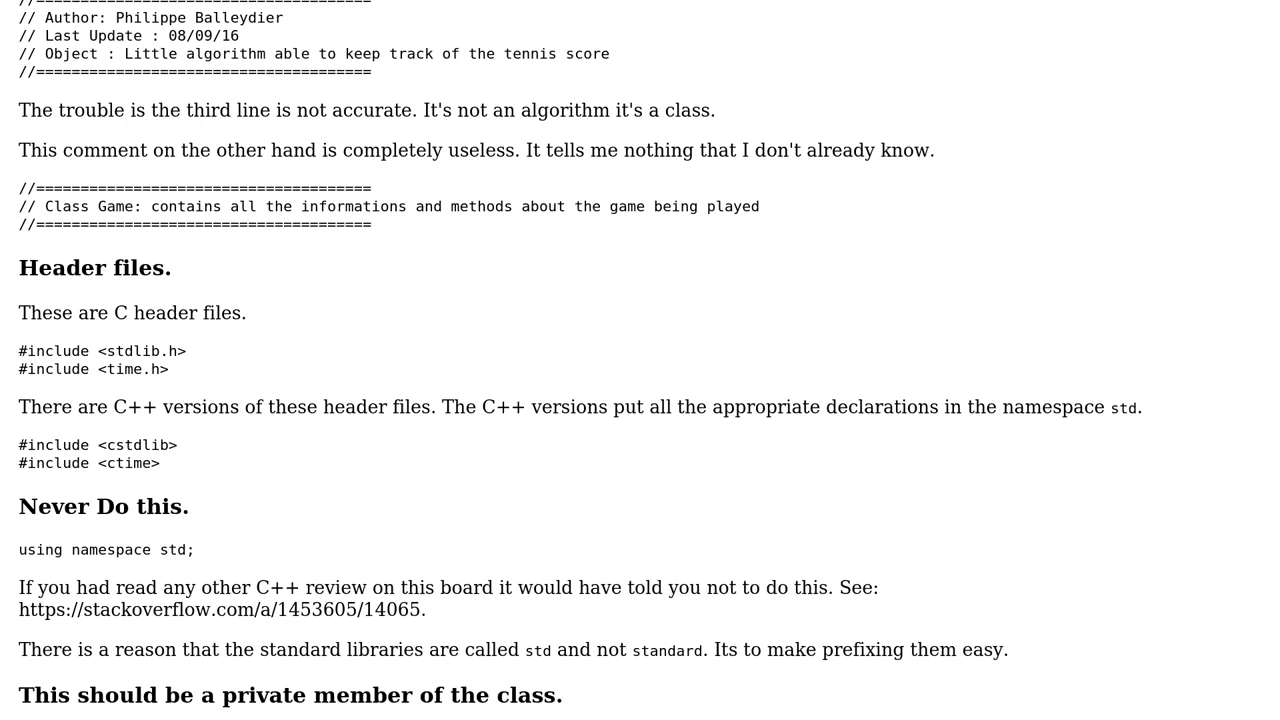 //======================================
// Author: Philippe Balleydier
// Last Update : 08/09/16
// Object : Little algorithm able to keep track of the tennis score
//======================================
The trouble is the third line is not accurate. It's not an algorithm it's a class.
This comment on the other hand is completely useless. It tells me nothing that I don't already know.
//======================================
// Class Game: contains all the informations and methods about the game being played
//======================================
Header files.
These are C header files.
#include <stdlib.h>
#include <time.h>
There are C++ versions of these header files. The C++ versions put all the appropriate declarations in the namespace std.
#include <cstdlib>
#include <ctime>
Never Do this.
using namespace std;
If you had read any other C++ review on this board it would have told you not to do this. See:
https://stackoverflow.com/a/1453605/14065.
There is a reason that the standard libraries are called std and not standard. Its to make prefixing them easy.
This should be a private member of the class.